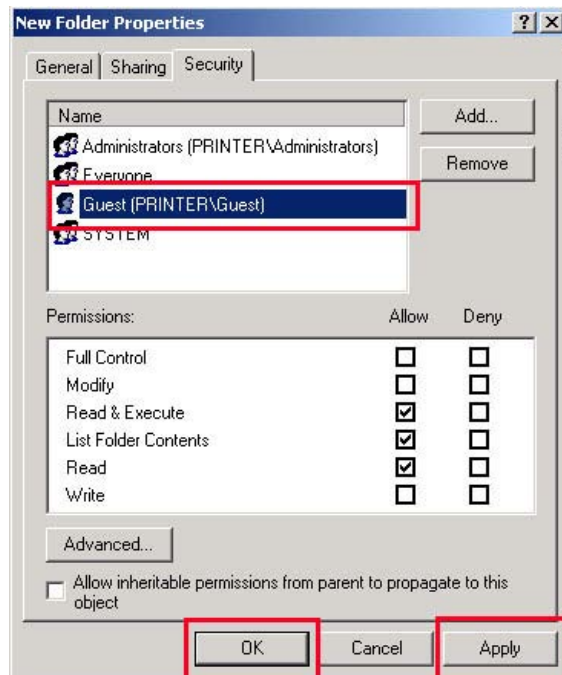 New Folder Properties
General Sharing Security
Name
Administrators (PRINTER\Administrators)
Everyone
Guest (PRINTER\Guest)
SYSTEM
Add...
Remove
Permissions: Allow Deny
Full Control
Modify
Read & Execute
List Folder Contents
Read
Write
Advanced...
Allow inheritable permissions from parent to propagate to this
object
OK Cancel Apply